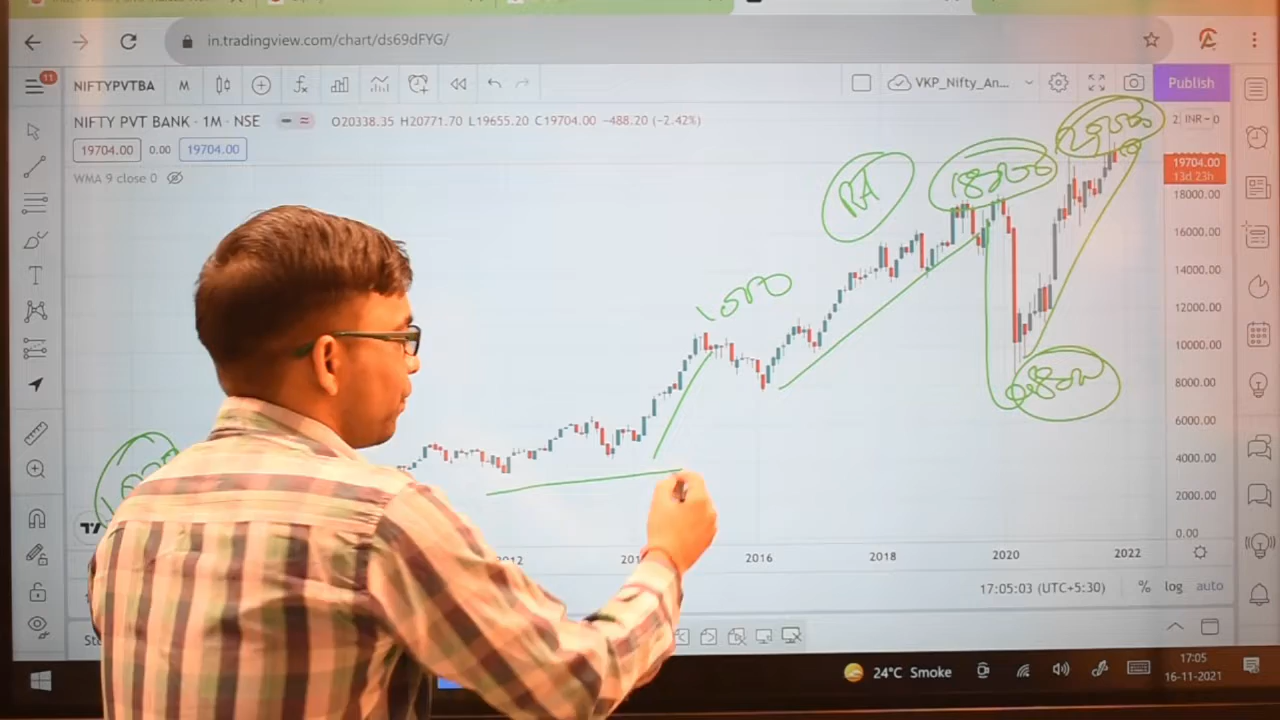 in.tradingview.com/chart/ds69dFYG/
11
NIFTYPVTBA M
VKP_Nifty_An...
Publish
NIFTY PVT BANK · 1M · NSE
O20338.35 H20771.70 L19655.20 C19704.00 −488.20 (−2.42%)
INR
19704.00 0.00 19704.00
WMA 9 close 0
19704.00
13d 23h
18000.00
16000.00
14000.00
12000.00
10000.00
8000.00
6000.00
4000.00
2000.00
0.00
2016 2018 2020 2022
17:05:03 (UTC+5:30) % log auto
24°C Smoke
17:05
16-11-2021